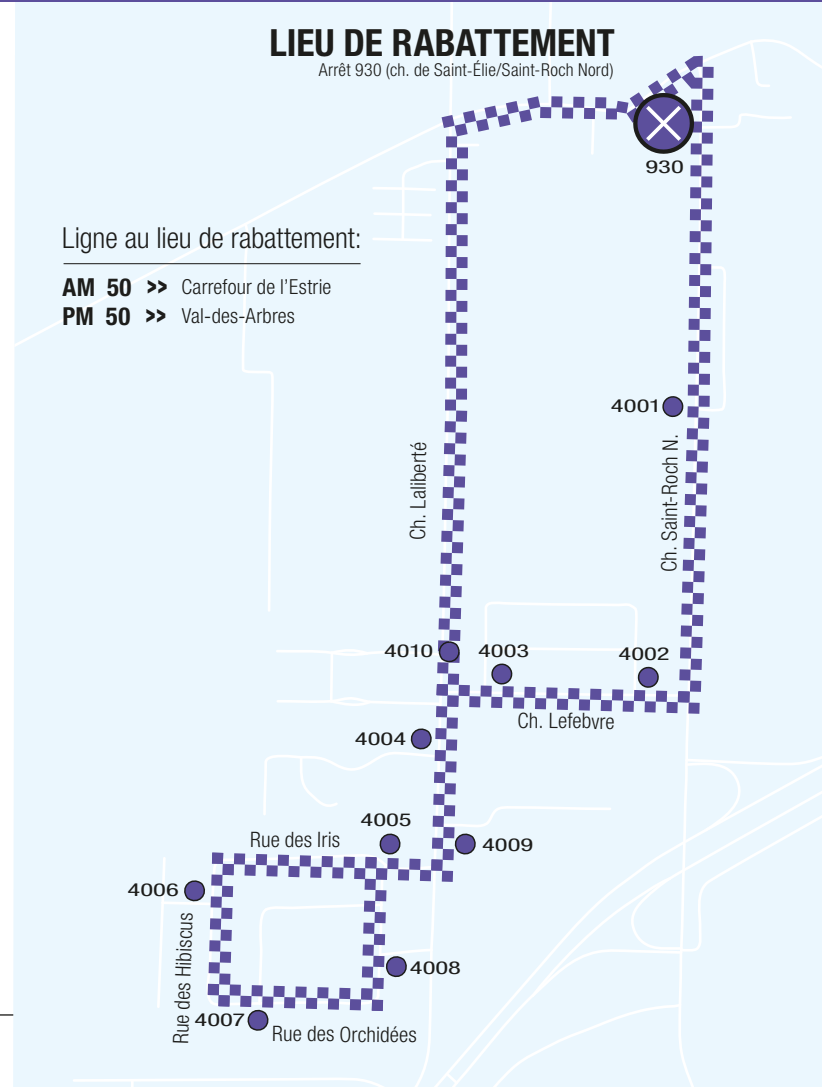 LIEU DE RABATTEMENT
Arrêt 930 (ch. de Saint-Élie/Saint-Roch Nord)
930
Ligne au lieu de rabattement:
AM 50 >> Carrefour de l'Estrie
PM 50 >> Val-des-Arbres
4001
Ch. Laliberté
Ch. Saint-Roch N.
4010
4003
4002
Ch. Lefebvre
4004
4005
Rue des Iris
4009
4006
Rue des Hibiscus
4008
4007
Rue des Orchidées